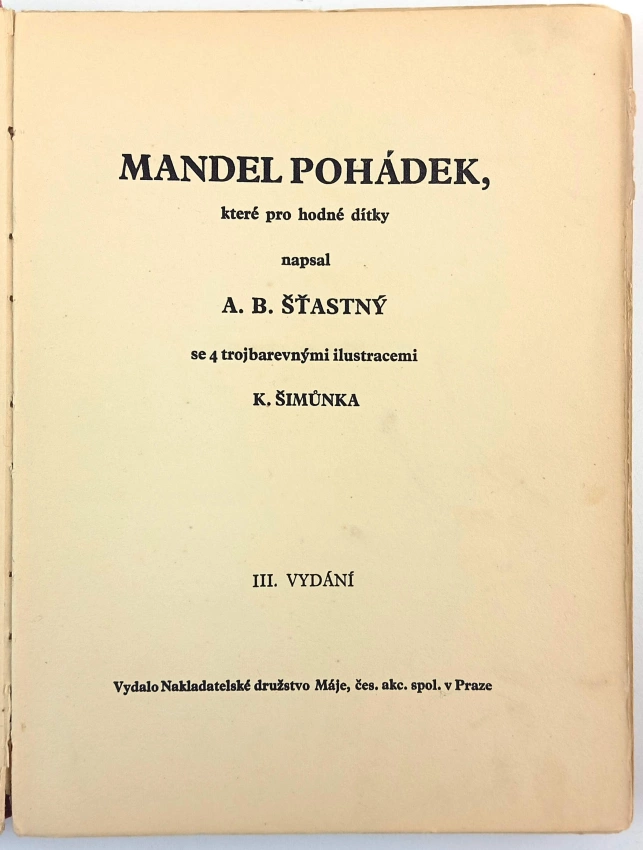 MANDEL POHÁDEK,
které pro hodné dítky
napsal
A. B. ŠŤASTNÝ
se 4 trojbarevnými ilustracemi
K. ŠIMŮNKA
III. VYDÁNÍ
Vydalo Nakladatelské družstvo Máje, čes. akc. spol. v Praze